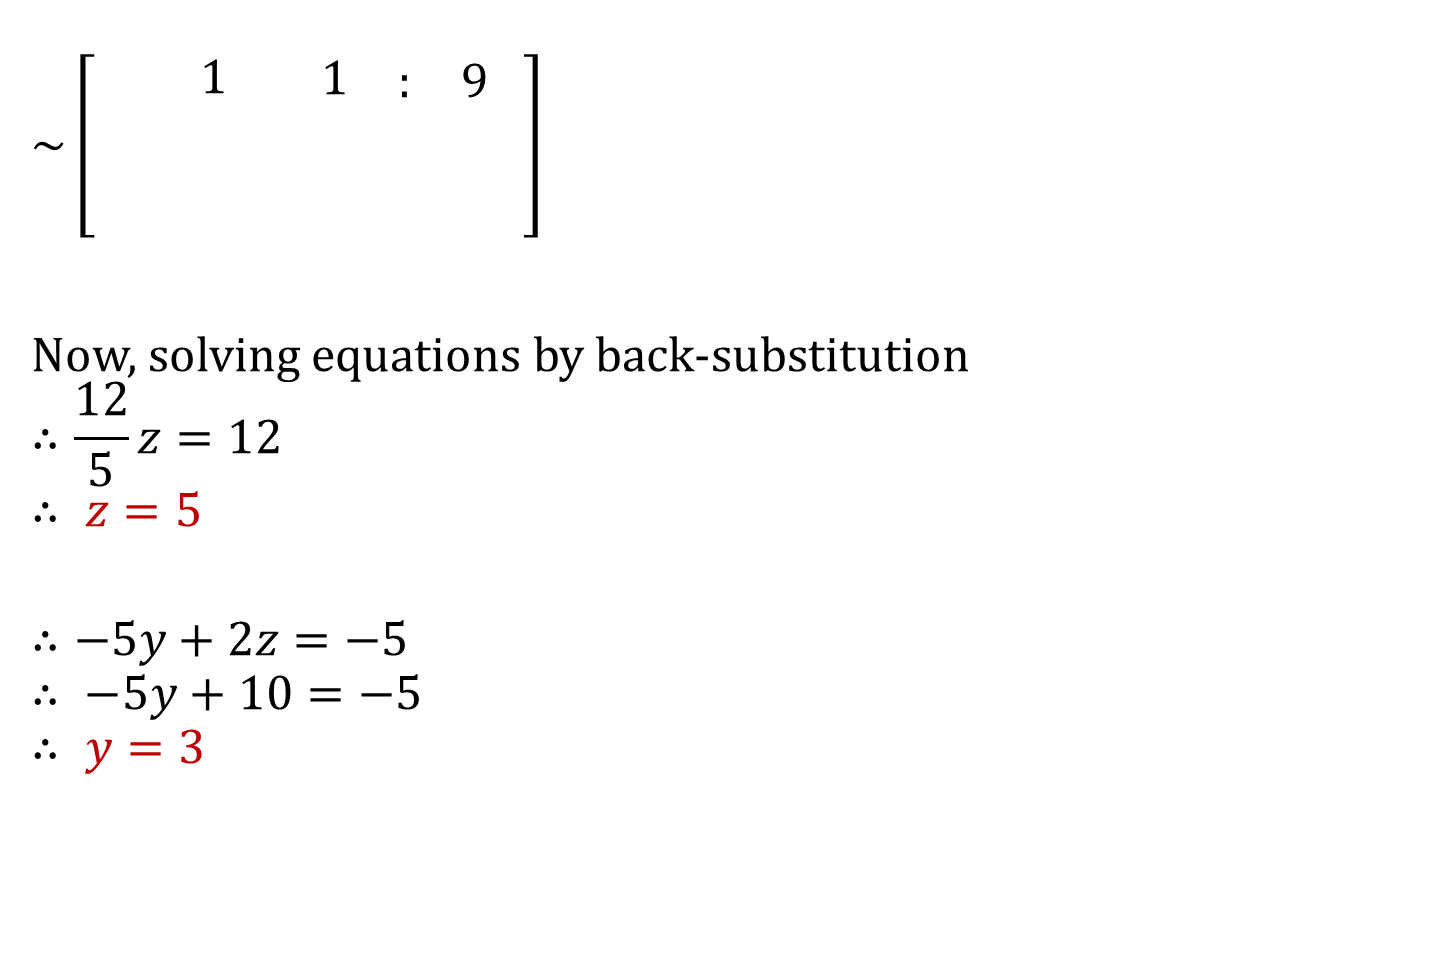 ~ [ 1 1 : 9 ]
Now, solving equations by back-substitution
∴ 12/5 z = 12
∴ z = 5
∴ −5y + 2z = −5
∴ −5y + 10 = −5
∴ y = 3